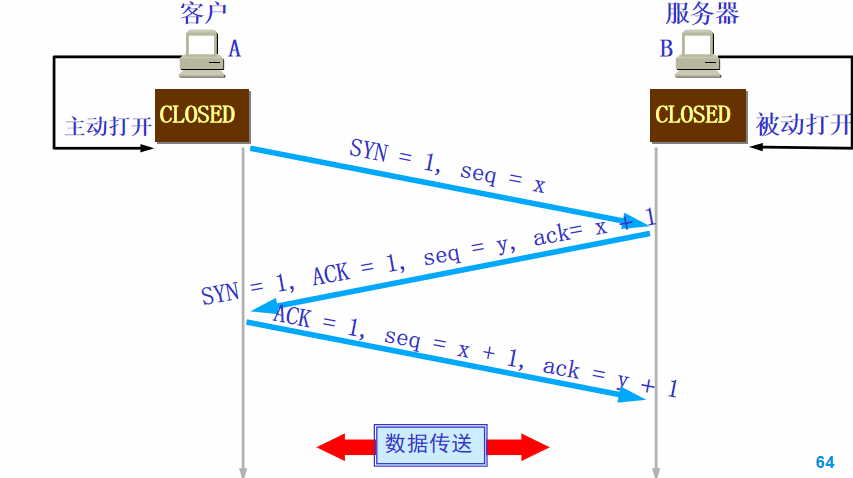 客户
服务器
A
B
CLOSED
CLOSED
主动打开
被动打开
SYN = 1, seq = x
SYN = 1, ACK = 1, seq = y, ack= x + 1
ACK = 1, seq = x + 1, ack = y + 1
数据传送
64